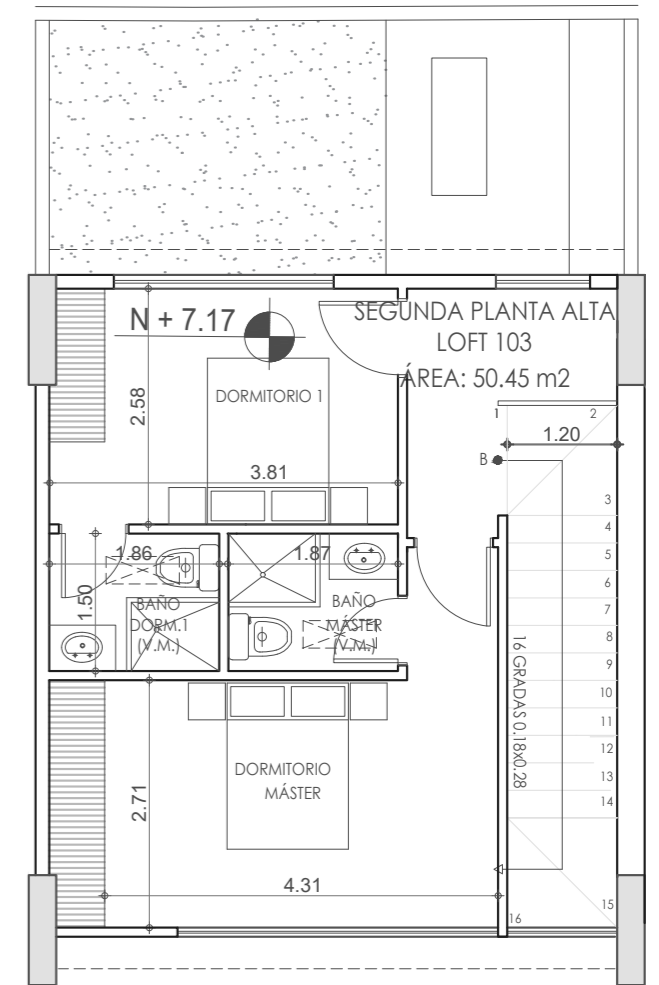 N + 7.17
SEGUNDA PLANTA ALTA
LOFT 103
ÁREA: 50.45 m2
2.58
DORMITORIO 1
3.81
1
2
1.20
B
3
4
5
6
7
8
9
10
11
12
13
14
15
16
16 GRADAS 0.18x0.28
1.86
1.50
BAÑO
DORM.1
(V.M.)
1.87
BAÑO
MÁSTER
(V.M.)
2.71
DORMITORIO
MÁSTER
4.31